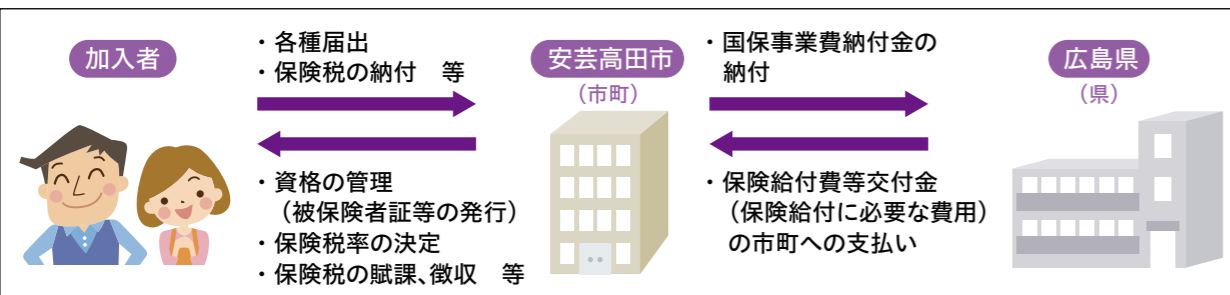 加入者
・各種届出
・保険税の納付　等
・資格の管理
（被保険者証等の発行）
・保険税率の決定
・保険税の賦課、徴収　等
安芸高田市
（市町）
・国保事業費納付金の
納付
・保険給付費等交付金
（保険給付に必要な費用）
の市町への支払い
広島県
（県）